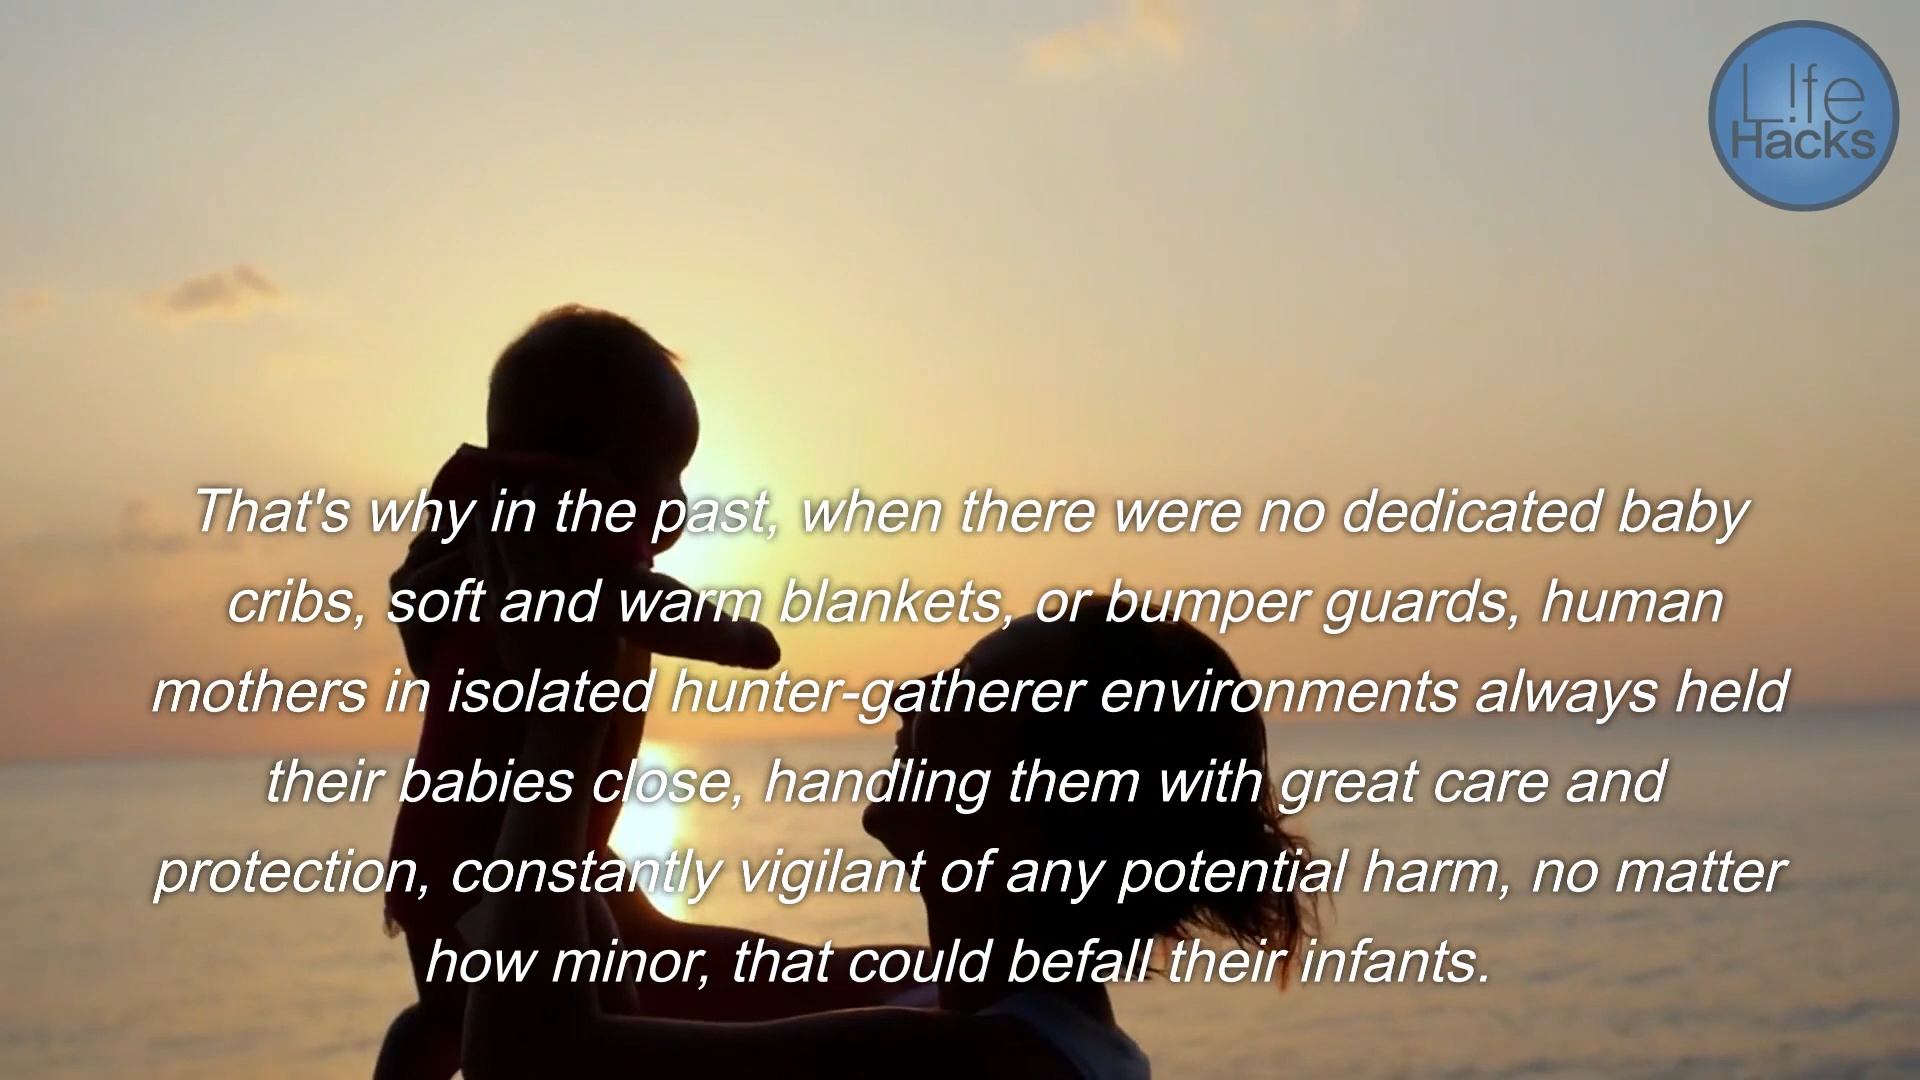 L!fe
Hacks
That's why in the past, when there were no dedicated baby
cribs, soft and warm blankets, or bumper guards, human
mothers in isolated hunter-gatherer environments always held
their babies close, handling them with great care and
protection, constantly vigilant of any potential harm, no matter
how minor, that could befall their infants.